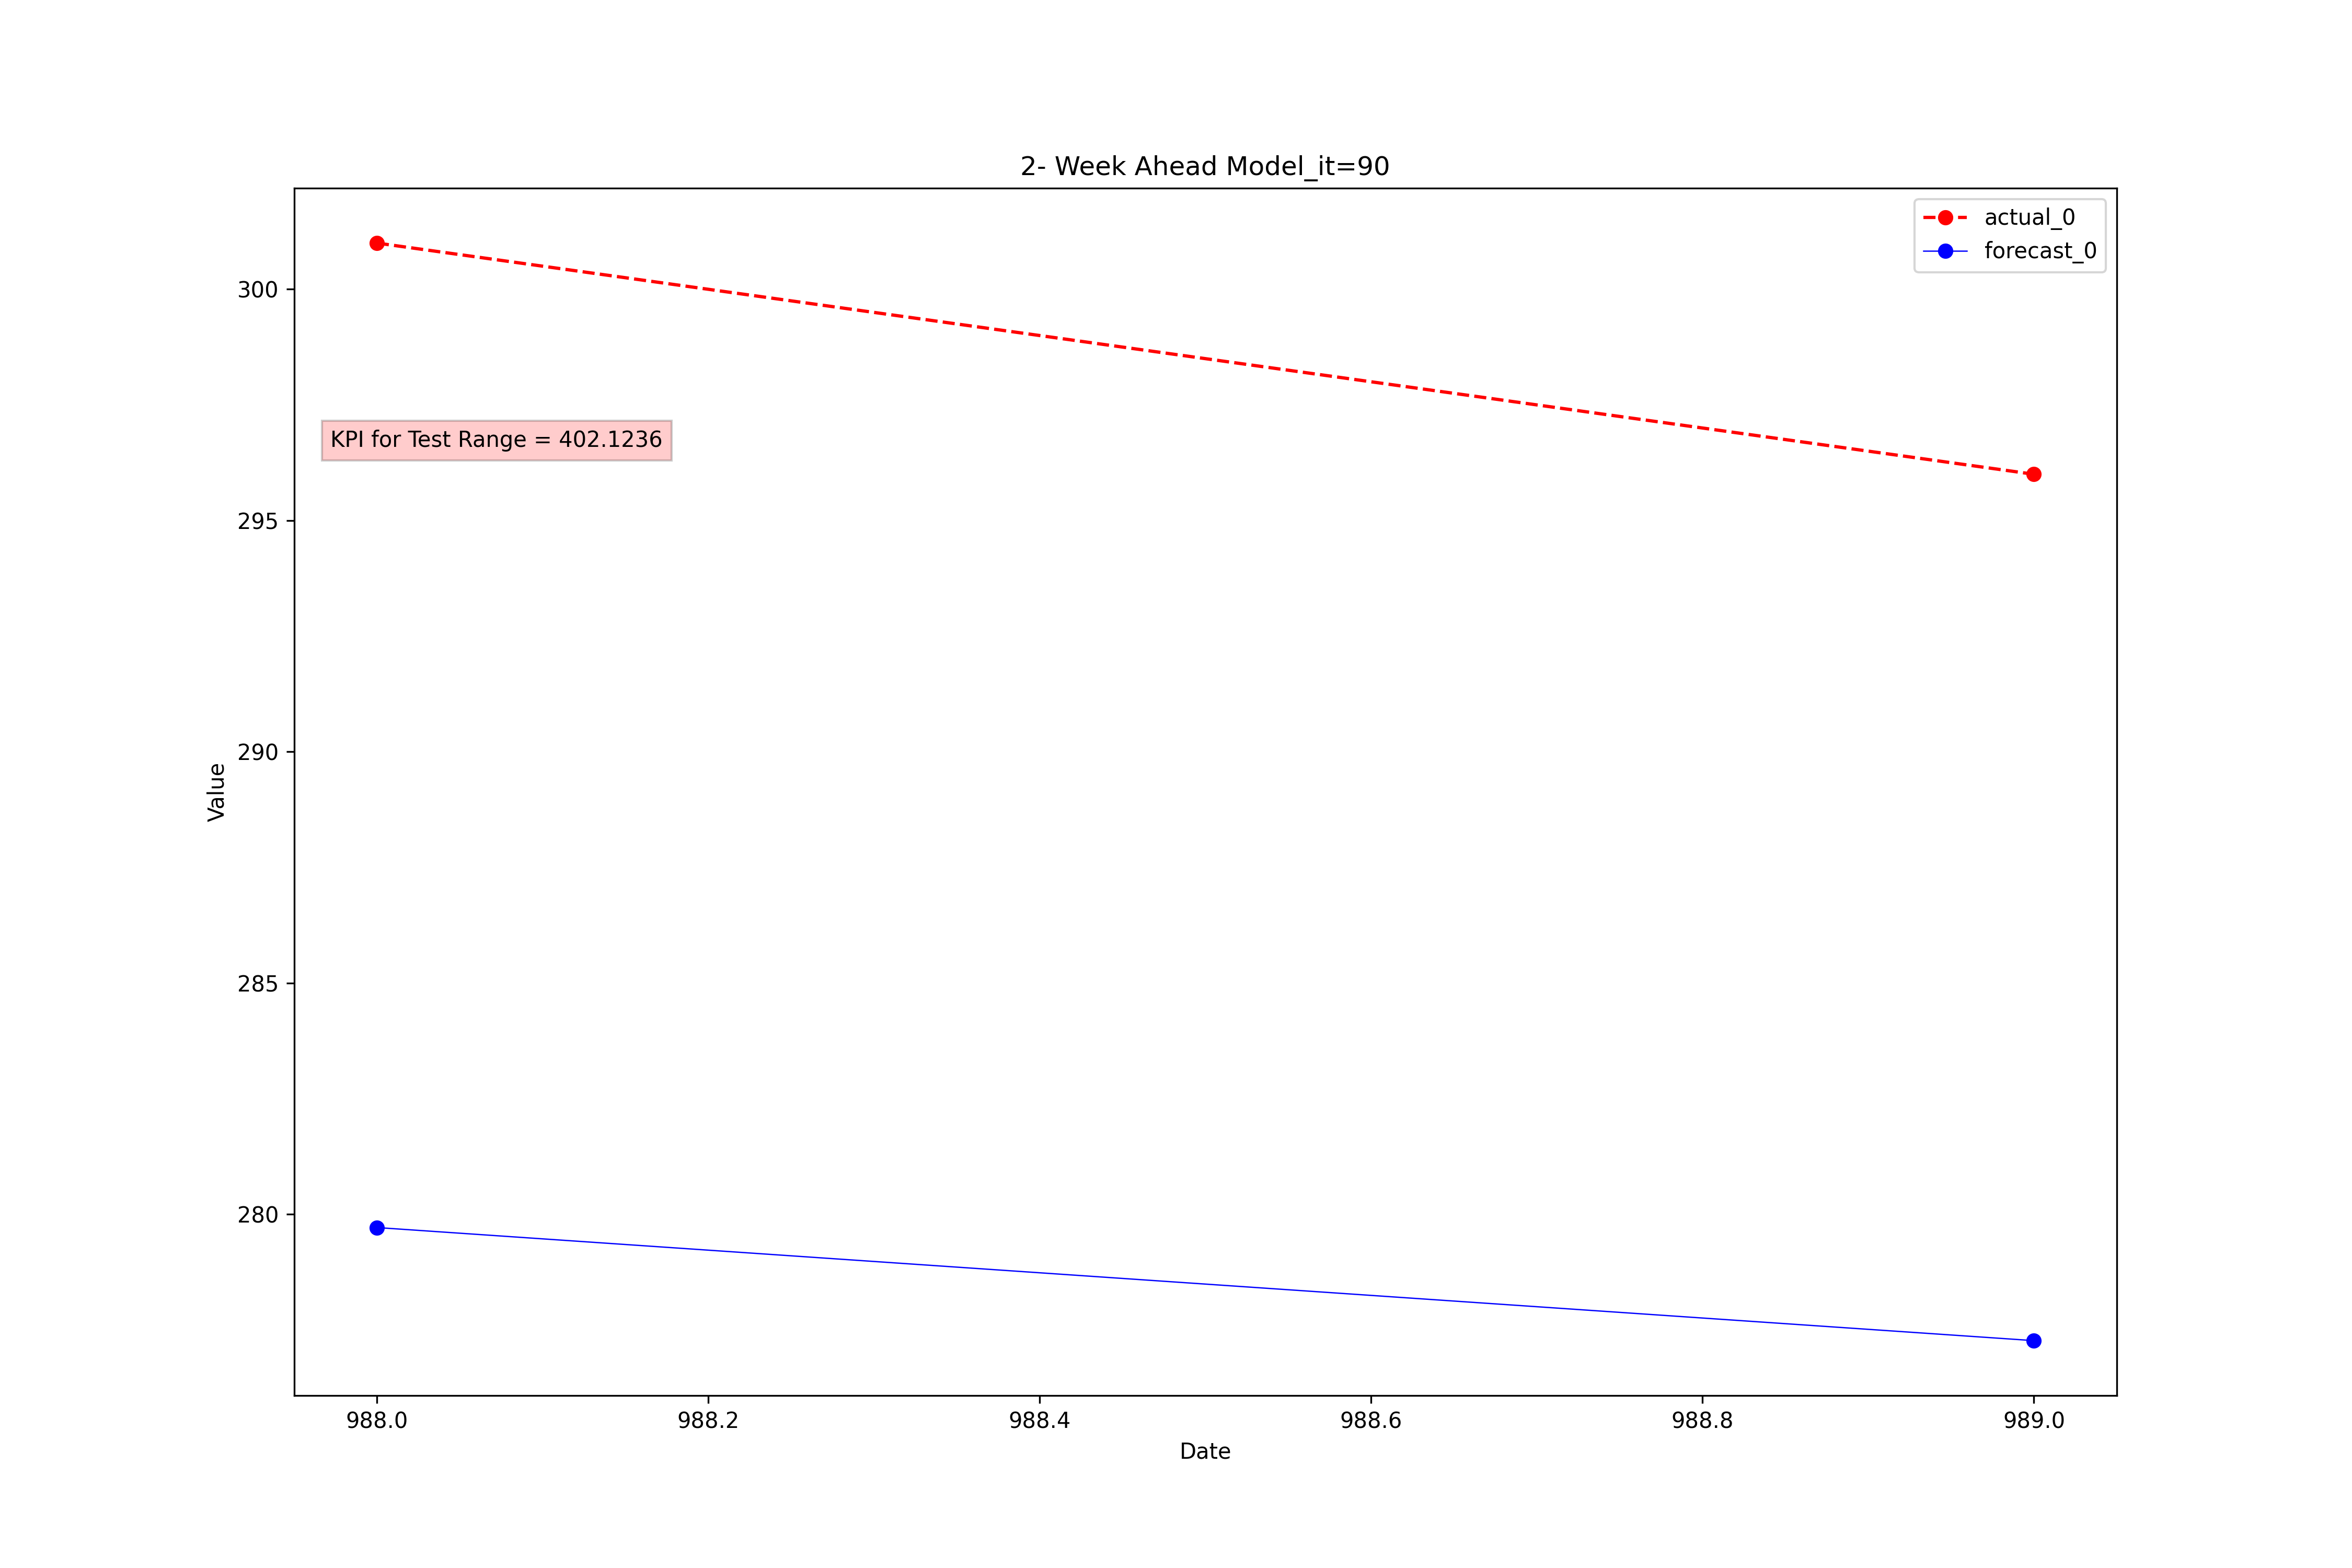 2- Week Ahead Model_it=90
actual_0
forecast_0
KPI for Test Range = 402.1236
300
295
290
285
280
Value
988.0 988.2 988.4 988.6 988.8 989.0
Date